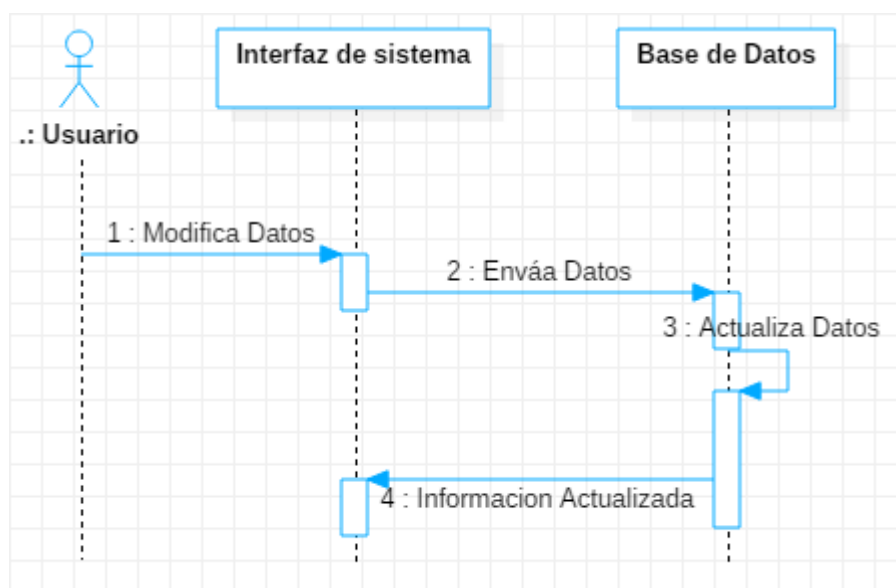 Interfaz de sistema
Base de Datos
.: Usuario
1 : Modifica Datos
2 : Enváa Datos
3 : Actualiza Datos
4 : Informacion Actualizada